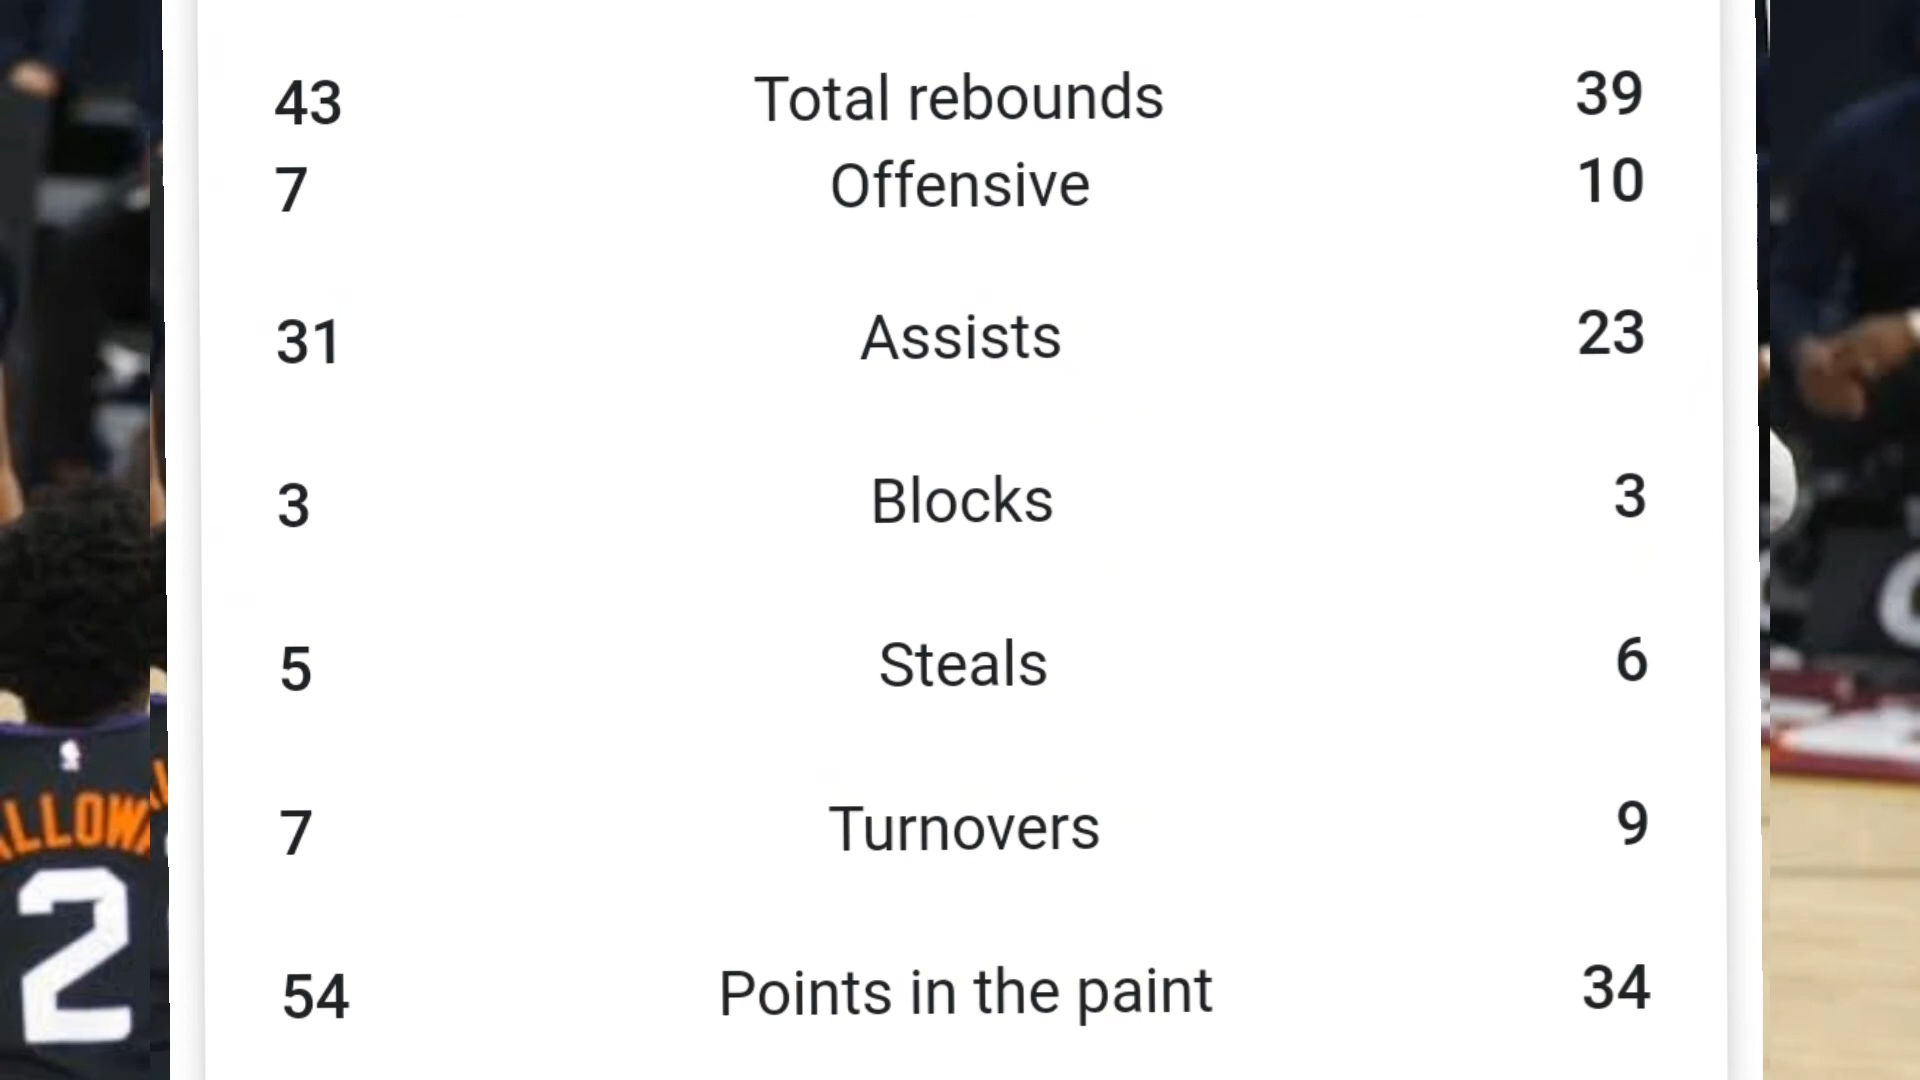 43 Total rebounds 39
7 Offensive 10
31 Assists 23
3 Blocks 3
5 Steals 6
7 Turnovers 9
54 Points in the paint 34
2